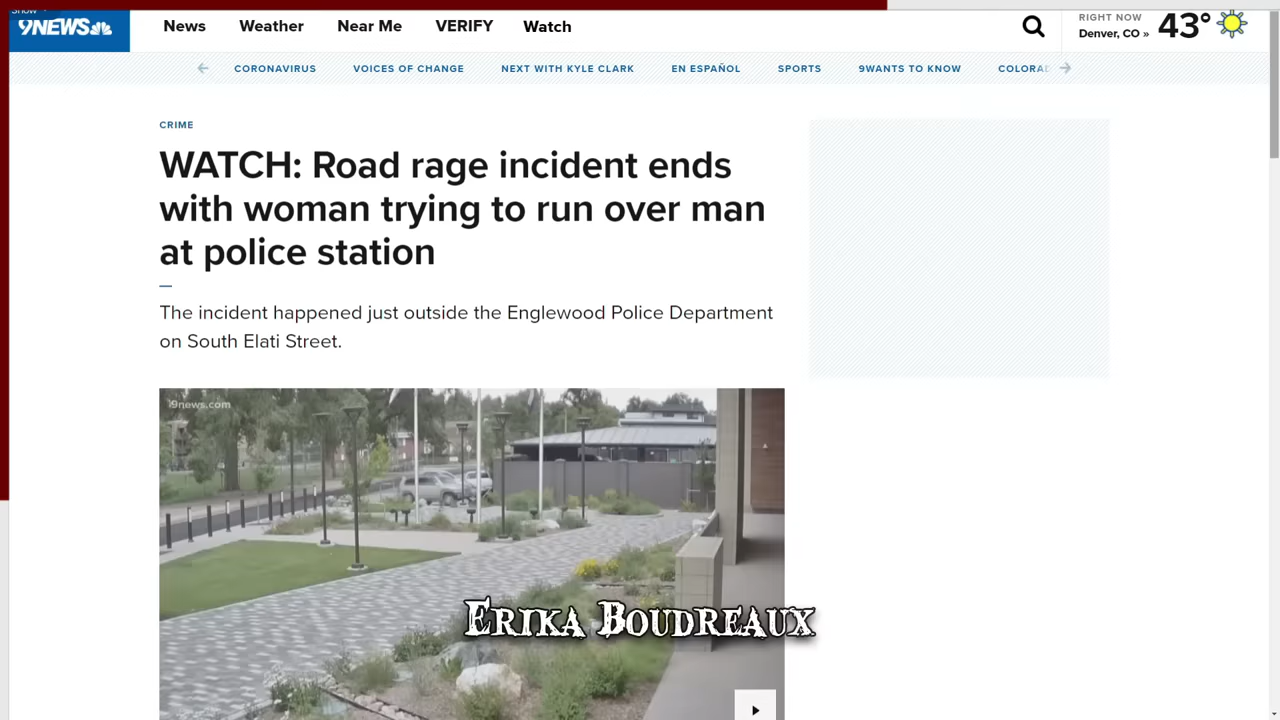 Show
9NEWS
News Weather Near Me VERIFY Watch
RIGHT NOW
Denver, CO »
43°
CORONAVIRUS VOICES OF CHANGE NEXT WITH KYLE CLARK EN ESPAÑOL SPORTS 9WANTS TO KNOW COLORAD
CRIME
WATCH: Road rage incident ends
with woman trying to run over man
at police station
The incident happened just outside the Englewood Police Department
on South Elati Street.
9news.com
Erika Boudreaux